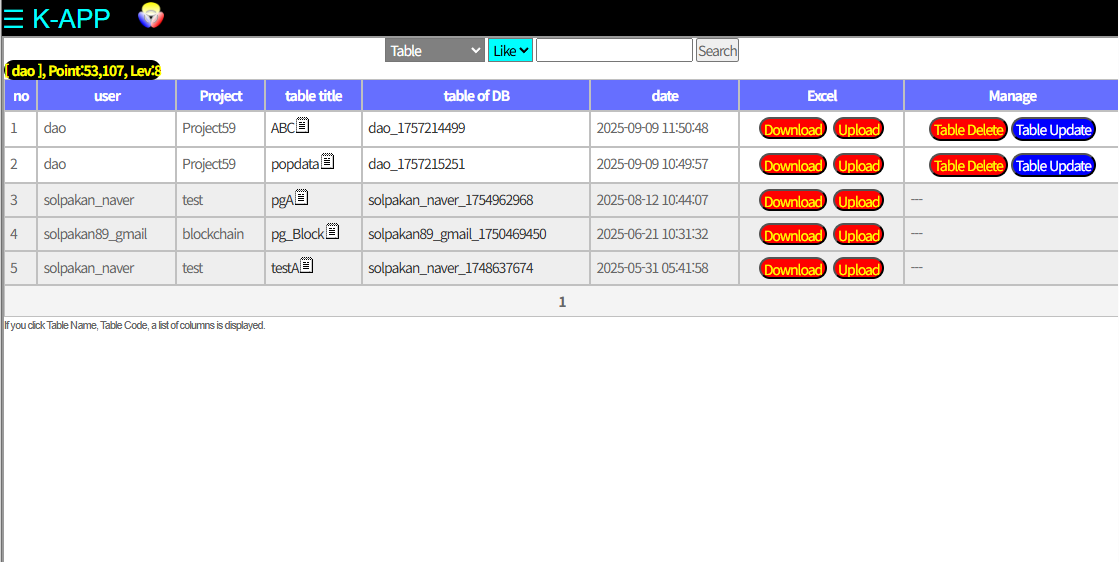 ☰ K-APP
Table Like Search
[ dao ], Point:53,107, Lev:8
no user Project table title table of DB date Excel Manage
1 dao Project59 ABC dao_1757214499 2025-09-09 11:50:48 Download Upload Table Delete Table Update
2 dao Project59 popdata dao_1757215251 2025-09-09 10:49:57 Download Upload Table Delete Table Update
3 solpakan_naver test pgA solpakan_naver_1754962968 2025-08-12 10:44:07 Download Upload ---
4 solpakan89_gmail blockchain pg_Block solpakan89_gmail_1750469450 2025-06-21 10:31:32 Download Upload ---
5 solpakan_naver test testA solpakan_naver_1748637674 2025-05-31 05:41:58 Download Upload ---
1
If you click Table Name, Table Code, a list of columns is displayed.